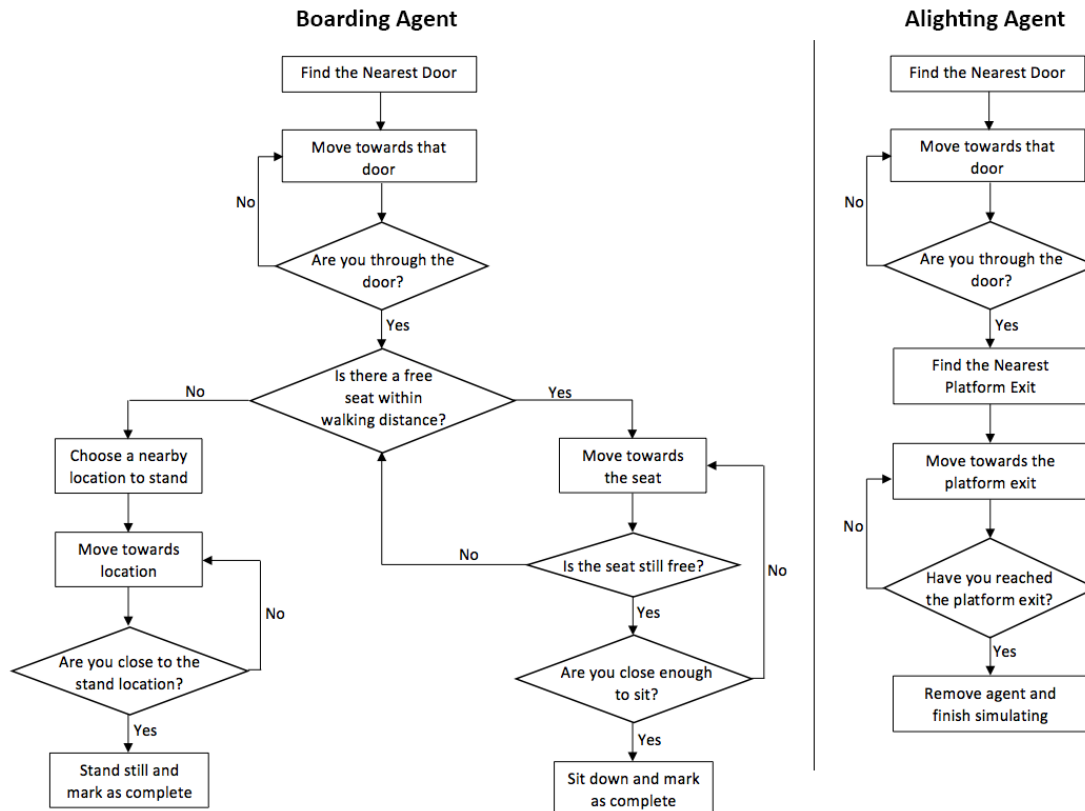 Boarding Agent
Find the Nearest Door
Move towards that
door
No
Are you through the
door?
Yes
Is there a free
seat within
walking distance?
No
Yes
Choose a nearby
location to stand
Move towards
location
No
Are you close to the
stand location?
Yes
Stand still and
mark as complete
Move towards
the seat
No
Is the seat still free?
No
Yes
Are you close enough
to sit?
Yes
Sit down and mark
as complete
Alighting Agent
Find the Nearest Door
Move towards that
door
No
Are you through the
door?
Yes
Find the Nearest
Platform Exit
Move towards the
platform exit
No
Have you reached
the platform exit?
Yes
Remove agent and
finish simulating